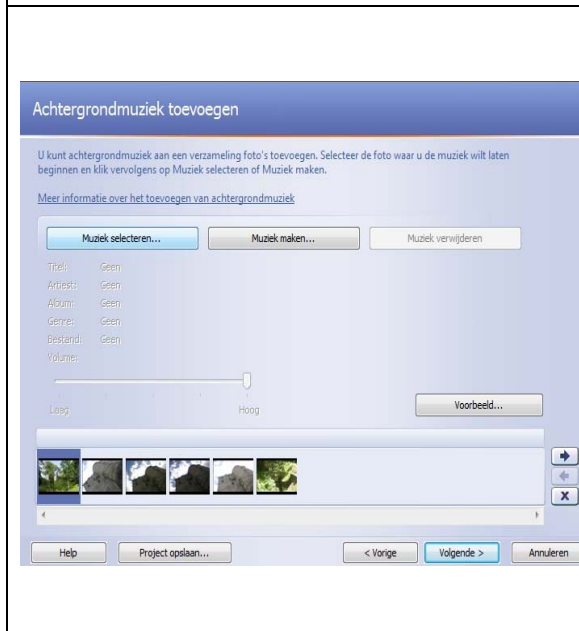 Achtergrondmuziek toevoegen
U kunt achtergrondmuziek aan een verzameling foto's toevoegen. Selecteer de foto waar u de muziek wilt laten
beginnen en klik vervolgens op Muziek selecteren of Muziek maken.
Meer informatie over het toevoegen van achtergrondmuziek
Muziek selecteren... Muziek maken... Muziek verwijderen
Titel: Geen
Artiest: Geen
Album: Geen
Genre: Geen
Bestand: Geen
Volume:
Laag Hoog Voorbeeld...
Help Project opslaan... < Vorige Volgende > Annuleren